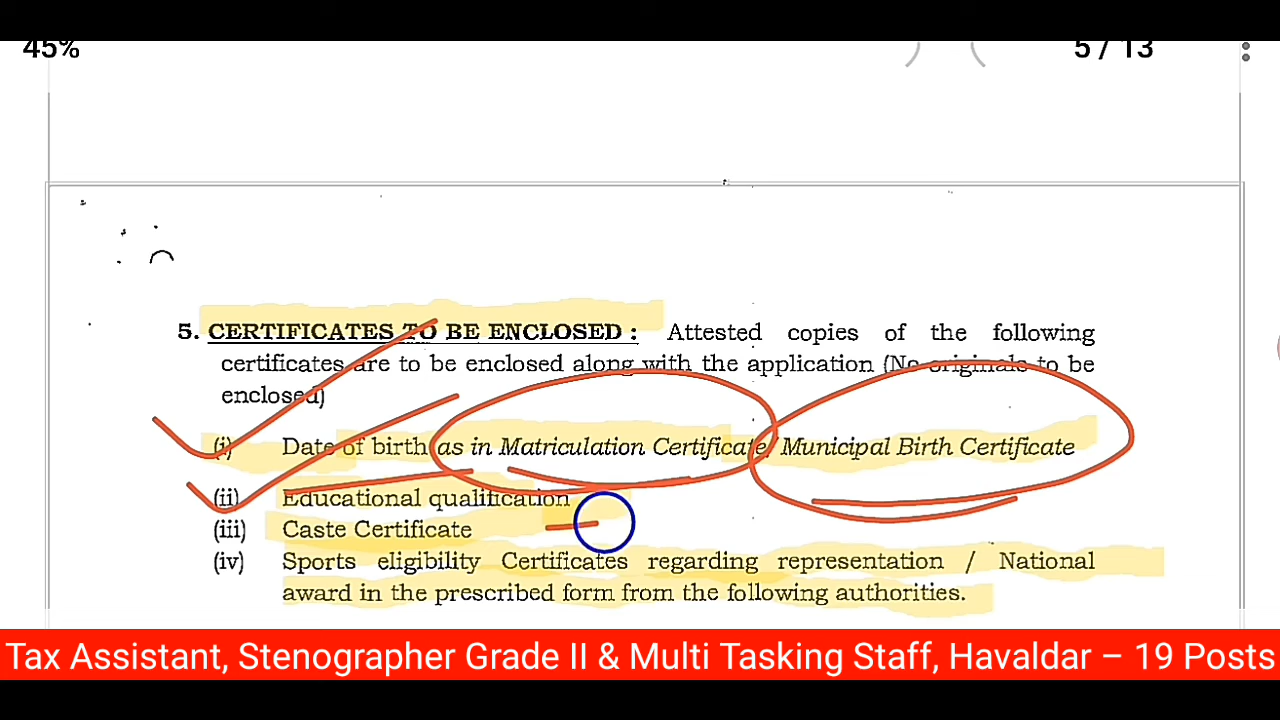 45%
5 / 13
5. CERTIFICATES TO BE ENCLOSED : Attested copies of the following
certificates are to be enclosed along with the application (No originals to be
enclosed)
(i) Date of birth as in Matriculation Certificate/ Municipal Birth Certificate
(ii) Educational qualification
(iii) Caste Certificate
(iv) Sports eligibility Certificates regarding representation / National
award in the prescribed form from the following authorities.
Tax Assistant, Stenographer Grade II & Multi Tasking Staff, Havaldar – 19 Posts